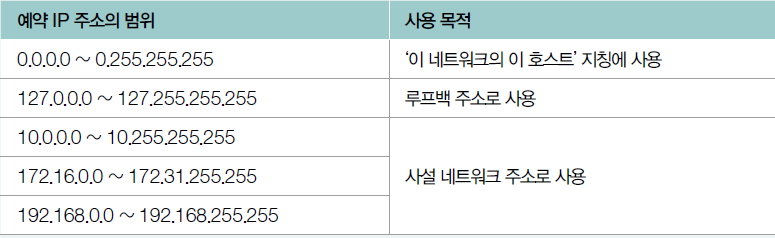 예약 IP 주소의 범위 사용 목적
0.0.0.0 ~ 0.255.255.255 ‘이 네트워크의 이 호스트’ 지칭에 사용
127.0.0.0 ~ 127.255.255.255 루프백 주소로 사용
10.0.0.0 ~ 10.255.255.255
172.16.0.0 ~ 172.31.255.255 사설 네트워크 주소로 사용
192.168.0.0 ~ 192.168.255.255